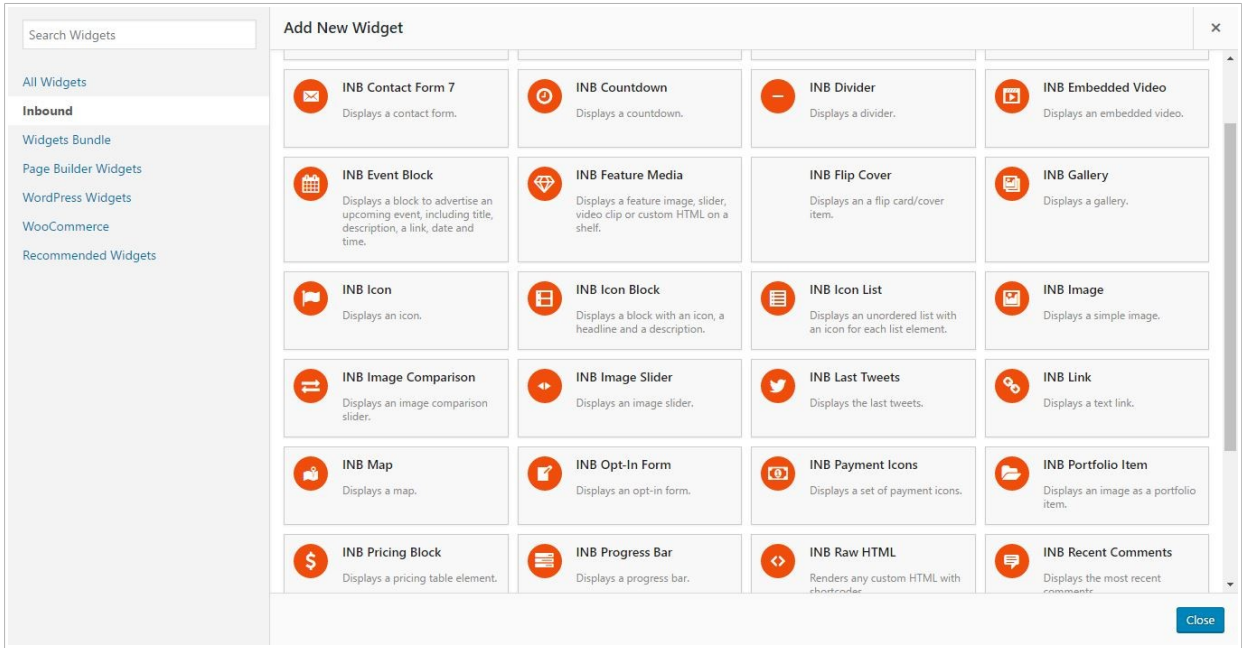 Search Widgets
Add New Widget
All Widgets
Inbound
Widgets Bundle
Page Builder Widgets
WordPress Widgets
WooCommerce
Recommended Widgets
INB Contact Form 7
Displays a contact form.
INB Countdown
Displays a countdown.
INB Divider
Displays a divider.
INB Embedded Video
Displays an embedded video.
INB Event Block
Displays a block to advertise an
upcoming event, including title,
description, a link, date and
time.
INB Feature Media
Displays a feature image, slider,
video clip or custom HTML on a
shelf.
INB Flip Cover
Displays an a flip card/cover
item.
INB Gallery
Displays a gallery.
INB Icon
Displays an icon.
INB Icon Block
Displays a block with an icon, a
headline and a description.
INB Icon List
Displays an unordered list with
an icon for each list element.
INB Image
Displays a simple image.
INB Image Comparison
Displays an image comparison
slider.
INB Image Slider
Displays an image slider.
INB Last Tweets
Displays the last tweets.
INB Link
Displays a text link.
INB Map
Displays a map.
INB Opt-In Form
Displays an opt-in form.
INB Payment Icons
Displays a set of payment icons.
INB Portfolio Item
Displays an image as a portfolio
item.
INB Pricing Block
Displays a pricing table element.
INB Progress Bar
Displays a progress bar.
INB Raw HTML
Renders any custom HTML with
shortcodes
INB Recent Comments
Displays the most recent
comments
Close